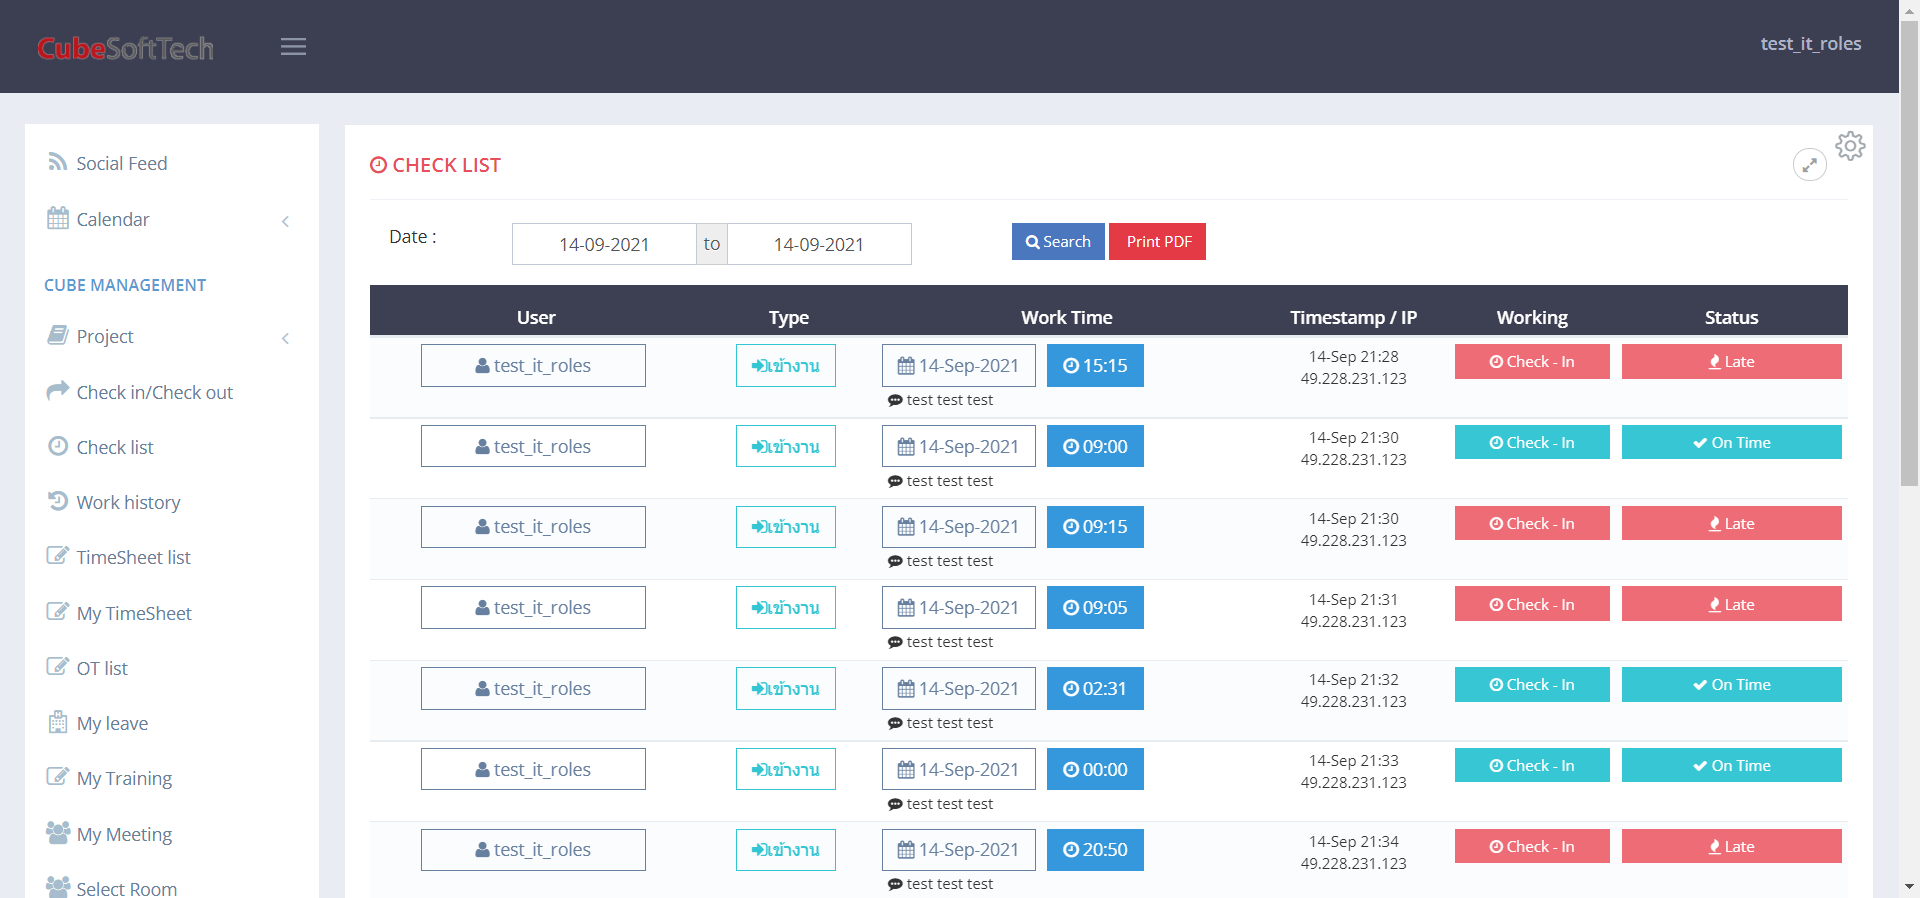 CubeSoftTech
test_it_roles
Social Feed
Calendar
CUBE MANAGEMENT
Project
Check in/Check out
Check list
Work history
TimeSheet list
My TimeSheet
OT list
My leave
My Training
My Meeting
Select Room
CHECK LIST
Date : 14-09-2021 to 14-09-2021 Search Print PDF
User Type Work Time Timestamp / IP Working Status
test_it_roles เข้างาน 14-Sep-2021 15:15 14-Sep 21:28 Check - In Late
49.228.231.123
test test test
test_it_roles เข้างาน 14-Sep-2021 09:00 14-Sep 21:30 Check - In On Time
49.228.231.123
test test test
test_it_roles เข้างาน 14-Sep-2021 09:15 14-Sep 21:30 Check - In Late
49.228.231.123
test test test
test_it_roles เข้างาน 14-Sep-2021 09:05 14-Sep 21:31 Check - In Late
49.228.231.123
test test test
test_it_roles เข้างาน 14-Sep-2021 02:31 14-Sep 21:32 Check - In On Time
49.228.231.123
test test test
test_it_roles เข้างาน 14-Sep-2021 00:00 14-Sep 21:33 Check - In On Time
49.228.231.123
test test test
test_it_roles เข้างาน 14-Sep-2021 20:50 14-Sep 21:34 Check - In Late
49.228.231.123
test test test